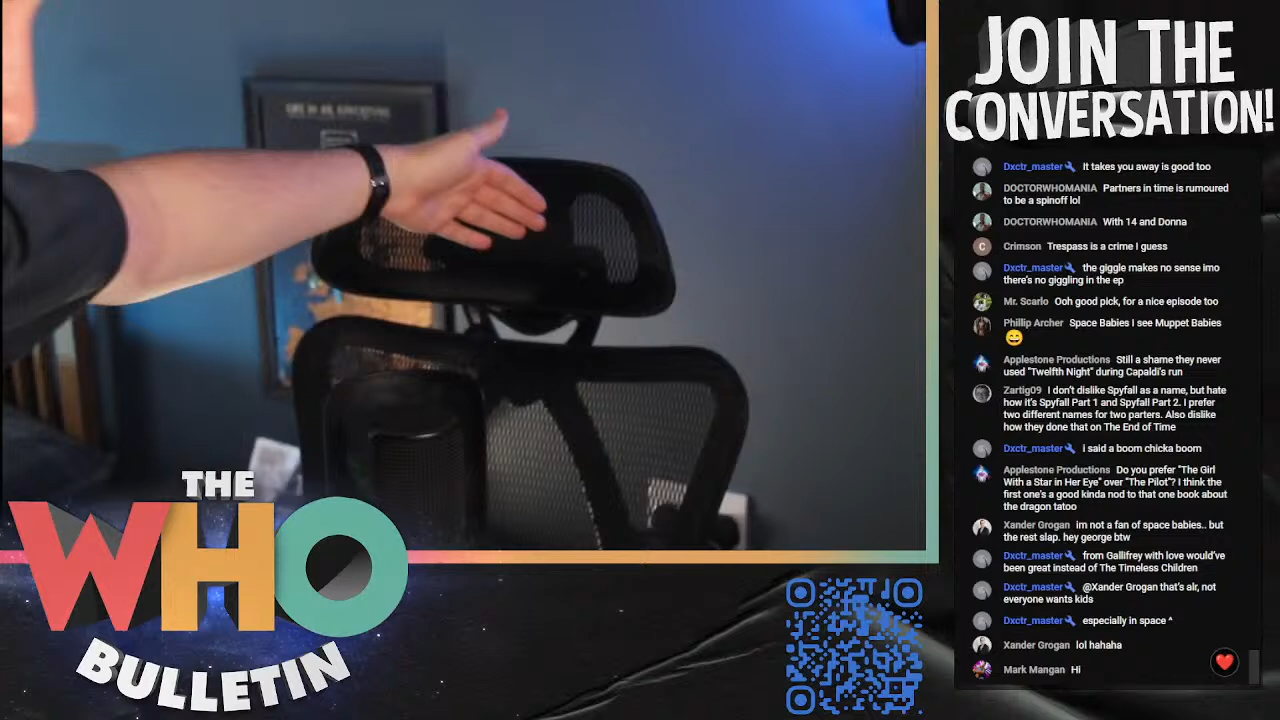 JOIN THE
CONVERSATION!
Dxctr_master It takes you away is good too
DOCTORWHOMANIA Partners in time is rumoured
to be a spinoff lol
DOCTORWHOMANIA With 14 and Donna
C Crimson Trespass is a crime I guess
Dxctr_master the giggle makes no sense imo
there's no giggling in the ep
Mr. Scarlo Ooh good pick, for a nice episode too
Phillip Archer Space Babies I see Muppet Babies
😄
Applestone Productions Still a shame they never
used "Twelfth Night" during Capaldi's run
Zartig09 I don't dislike Spyfall as a name, but hate
how it's Spyfall Part 1 and Spyfall Part 2. I prefer
two different names for two parters. Also dislike
how they done that on The End of Time
Dxctr_master i said a boom chicka boom
Applestone Productions Do you prefer "The Girl
With a Star in Her Eye" over "The Pilot"? I think the
first one's a good kinda nod to that one book about
the dragon tatoo
Xander Grogan im not a fan of space babies.. but
the rest slap. hey george btw
Dxctr_master from Gallifrey with love would've
been great instead of The Timeless Children
Dxctr_master @Xander Grogan that's alr, not
everyone wants kids
Dxctr_master especially in space ^
Xander Grogan lol hahaha
Mark Mangan Hi
THE
WHO
BULLETIN